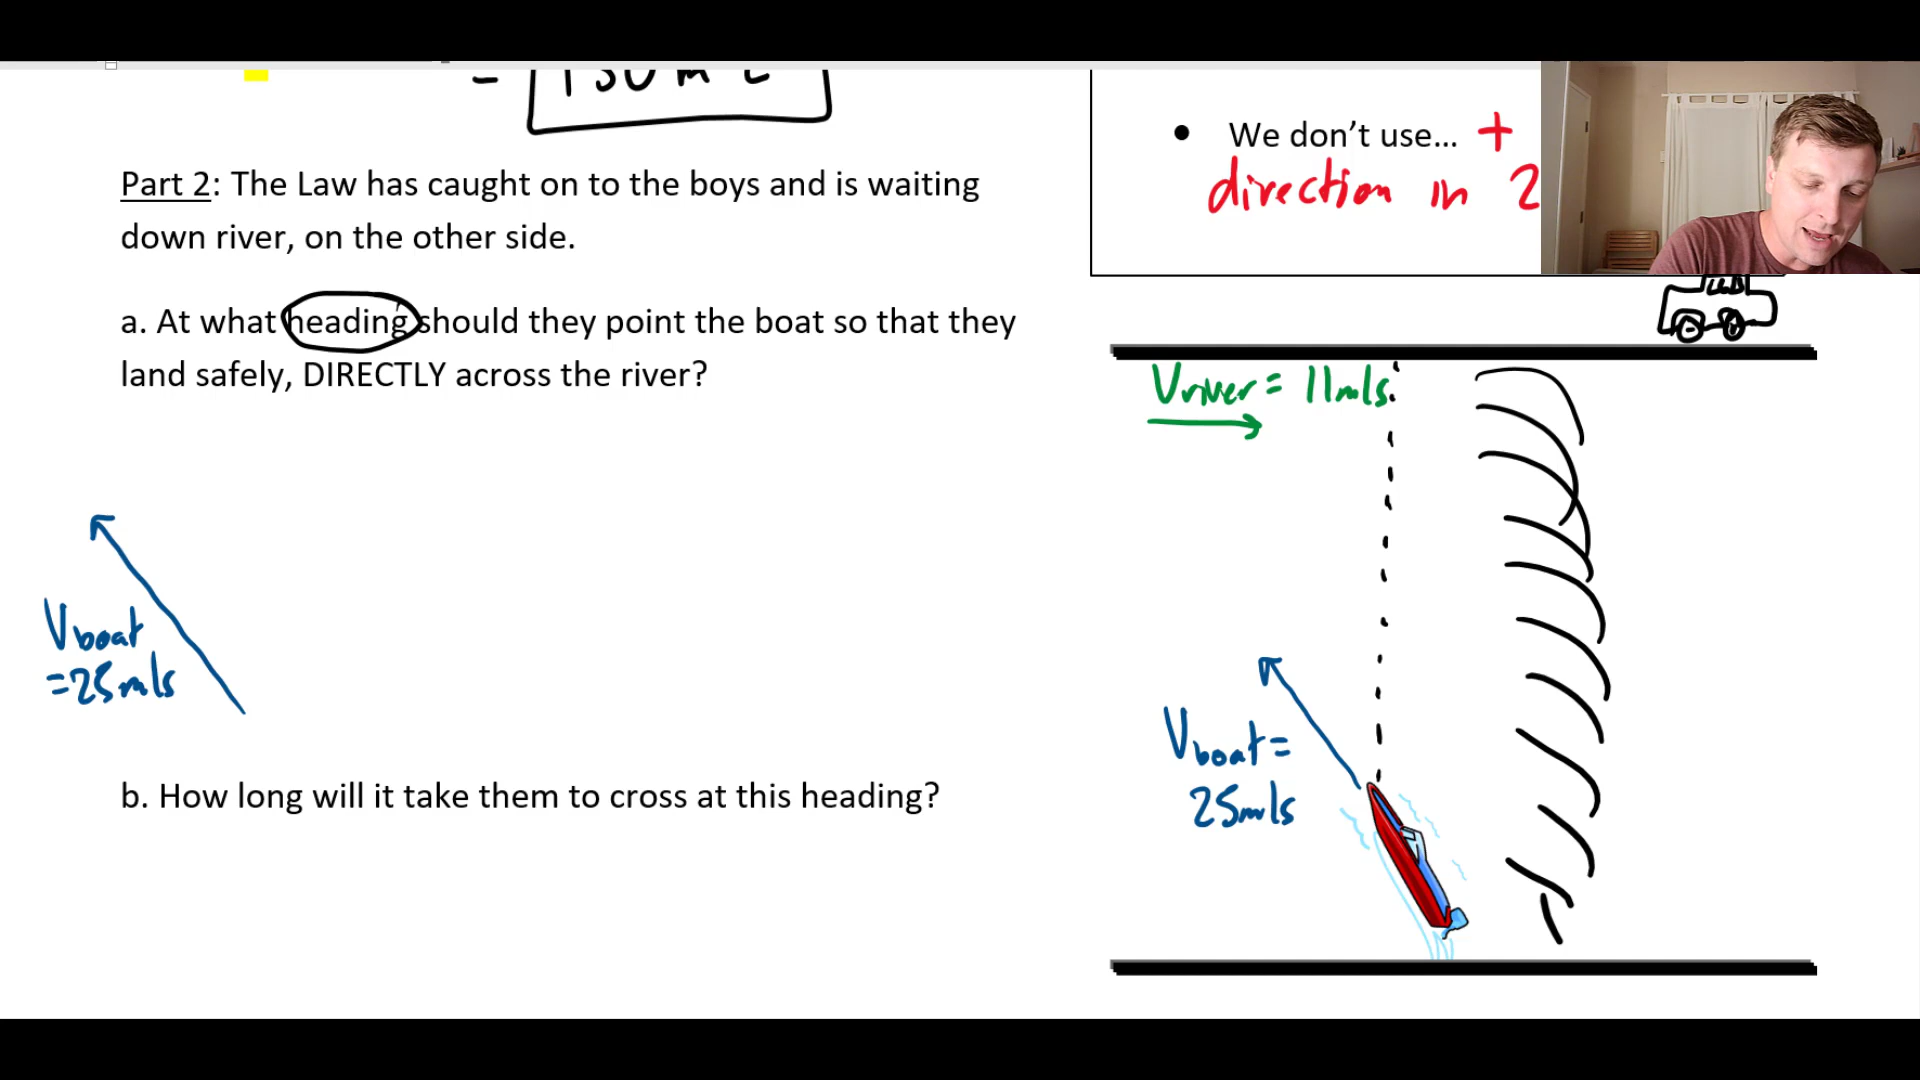 =
Part 2: The Law has caught on to the boys and is waiting
down river, on the other side.
a. At what heading should they point the boat so that they
land safely, DIRECTLY across the river?
Vboat
=25m/s
b. How long will it take them to cross at this heading?
• We don't use... +
direction in 2
Vriver = 11m/s
Vboat =
25m/s